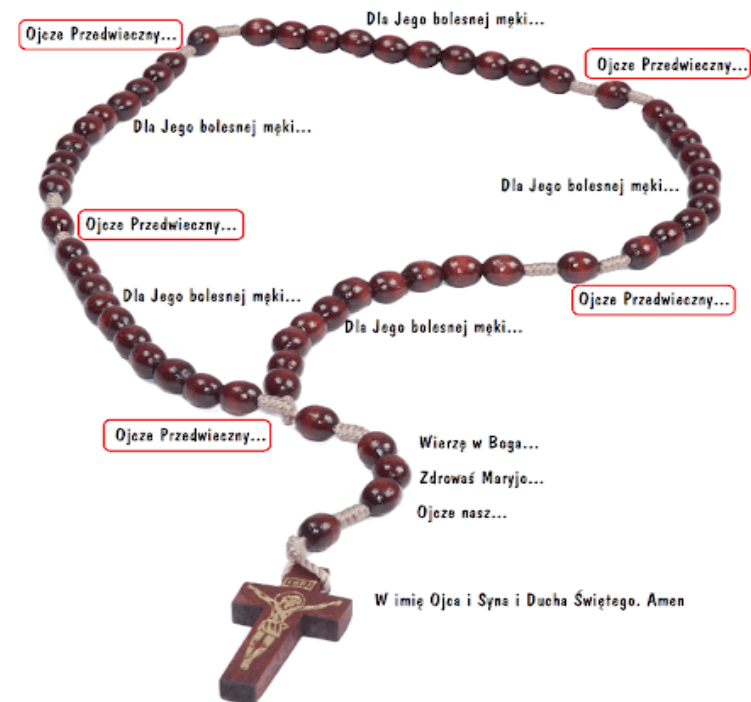 Dla Jego bolesnej męki...
Ojcze Przedwieczny...
Ojcze Przedwieczny...
Dla Jego bolesnej męki...
Dla Jego bolesnej męki...
Ojcze Przedwieczny...
Dla Jego bolesnej męki...
Ojcze Przedwieczny...
Dla Jego bolesnej męki...
Ojcze Przedwieczny...
Wierzę w Boga...
Zdrowaś Maryjo...
Ojcze nasz...
W imię Ojca i Syna i Ducha Świętego. Amen